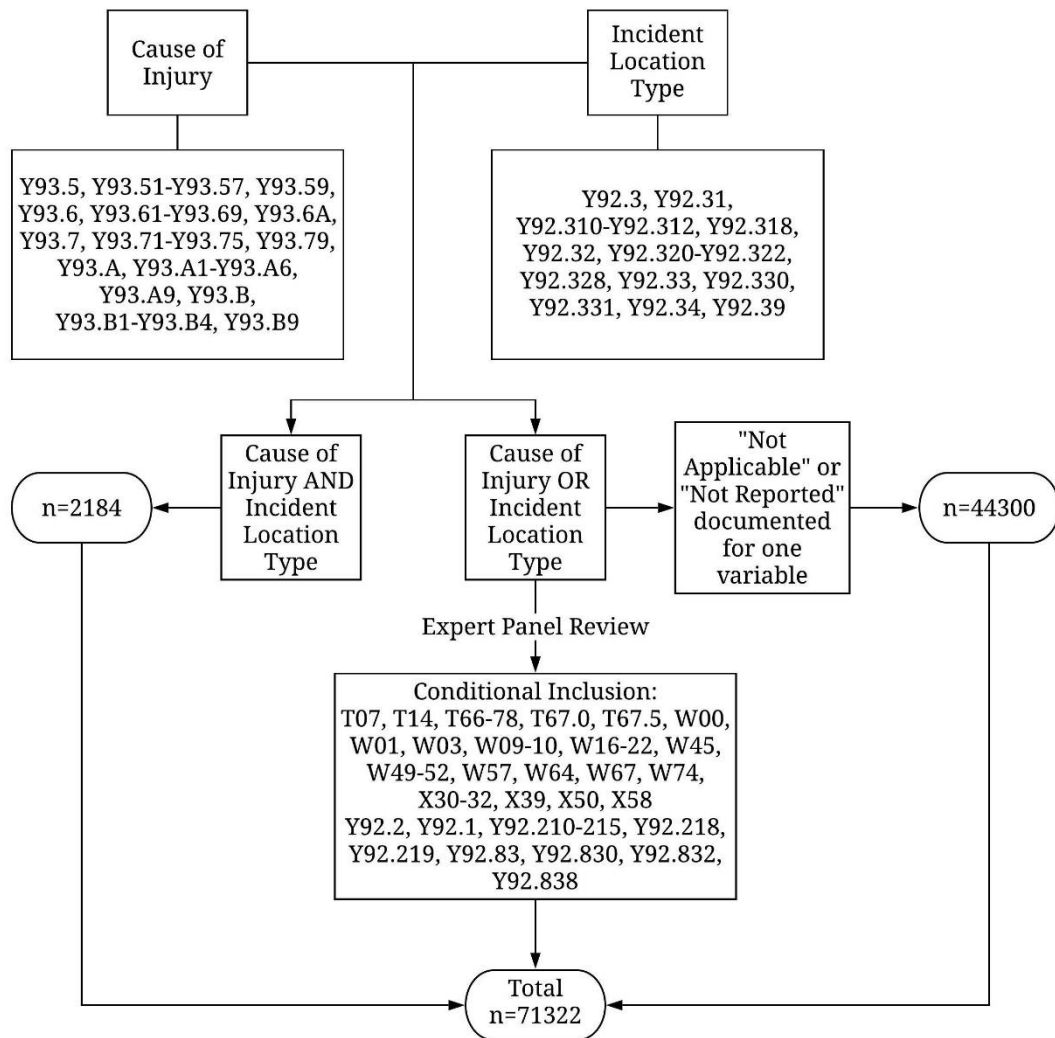 Cause of
Injury
Incident
Location
Type
Y93.5, Y93.51-Y93.57, Y93.59,
Y93.6, Y93.61-Y93.69, Y93.6A,
Y93.7, Y93.71-Y93.75, Y93.79,
Y93.A, Y93.A1-Y93.A6,
Y93.A9, Y93.B,
Y93.B1-Y93.B4, Y93.B9
Y92.3, Y92.31,
Y92.310-Y92.312, Y92.318,
Y92.32, Y92.320-Y92.322,
Y92.328, Y92.33, Y92.330,
Y92.331, Y92.34, Y92.39
n=2184
Cause of
Injury AND
Incident
Location
Type
Cause of
Injury OR
Incident
Location
Type
"Not
Applicable" or
"Not Reported"
documented
for one
variable
n=44300
Expert Panel Review
Conditional Inclusion:
T07, T14, T66-78, T67.0, T67.5, W00,
W01, W03, W09-10, W16-22, W45,
W49-52, W57, W64, W67, W74,
X30-32, X39, X50, X58
Y92.2, Y92.1, Y92.210-215, Y92.218,
Y92.219, Y92.83, Y92.830, Y92.832,
Y92.838
Total
n=71322